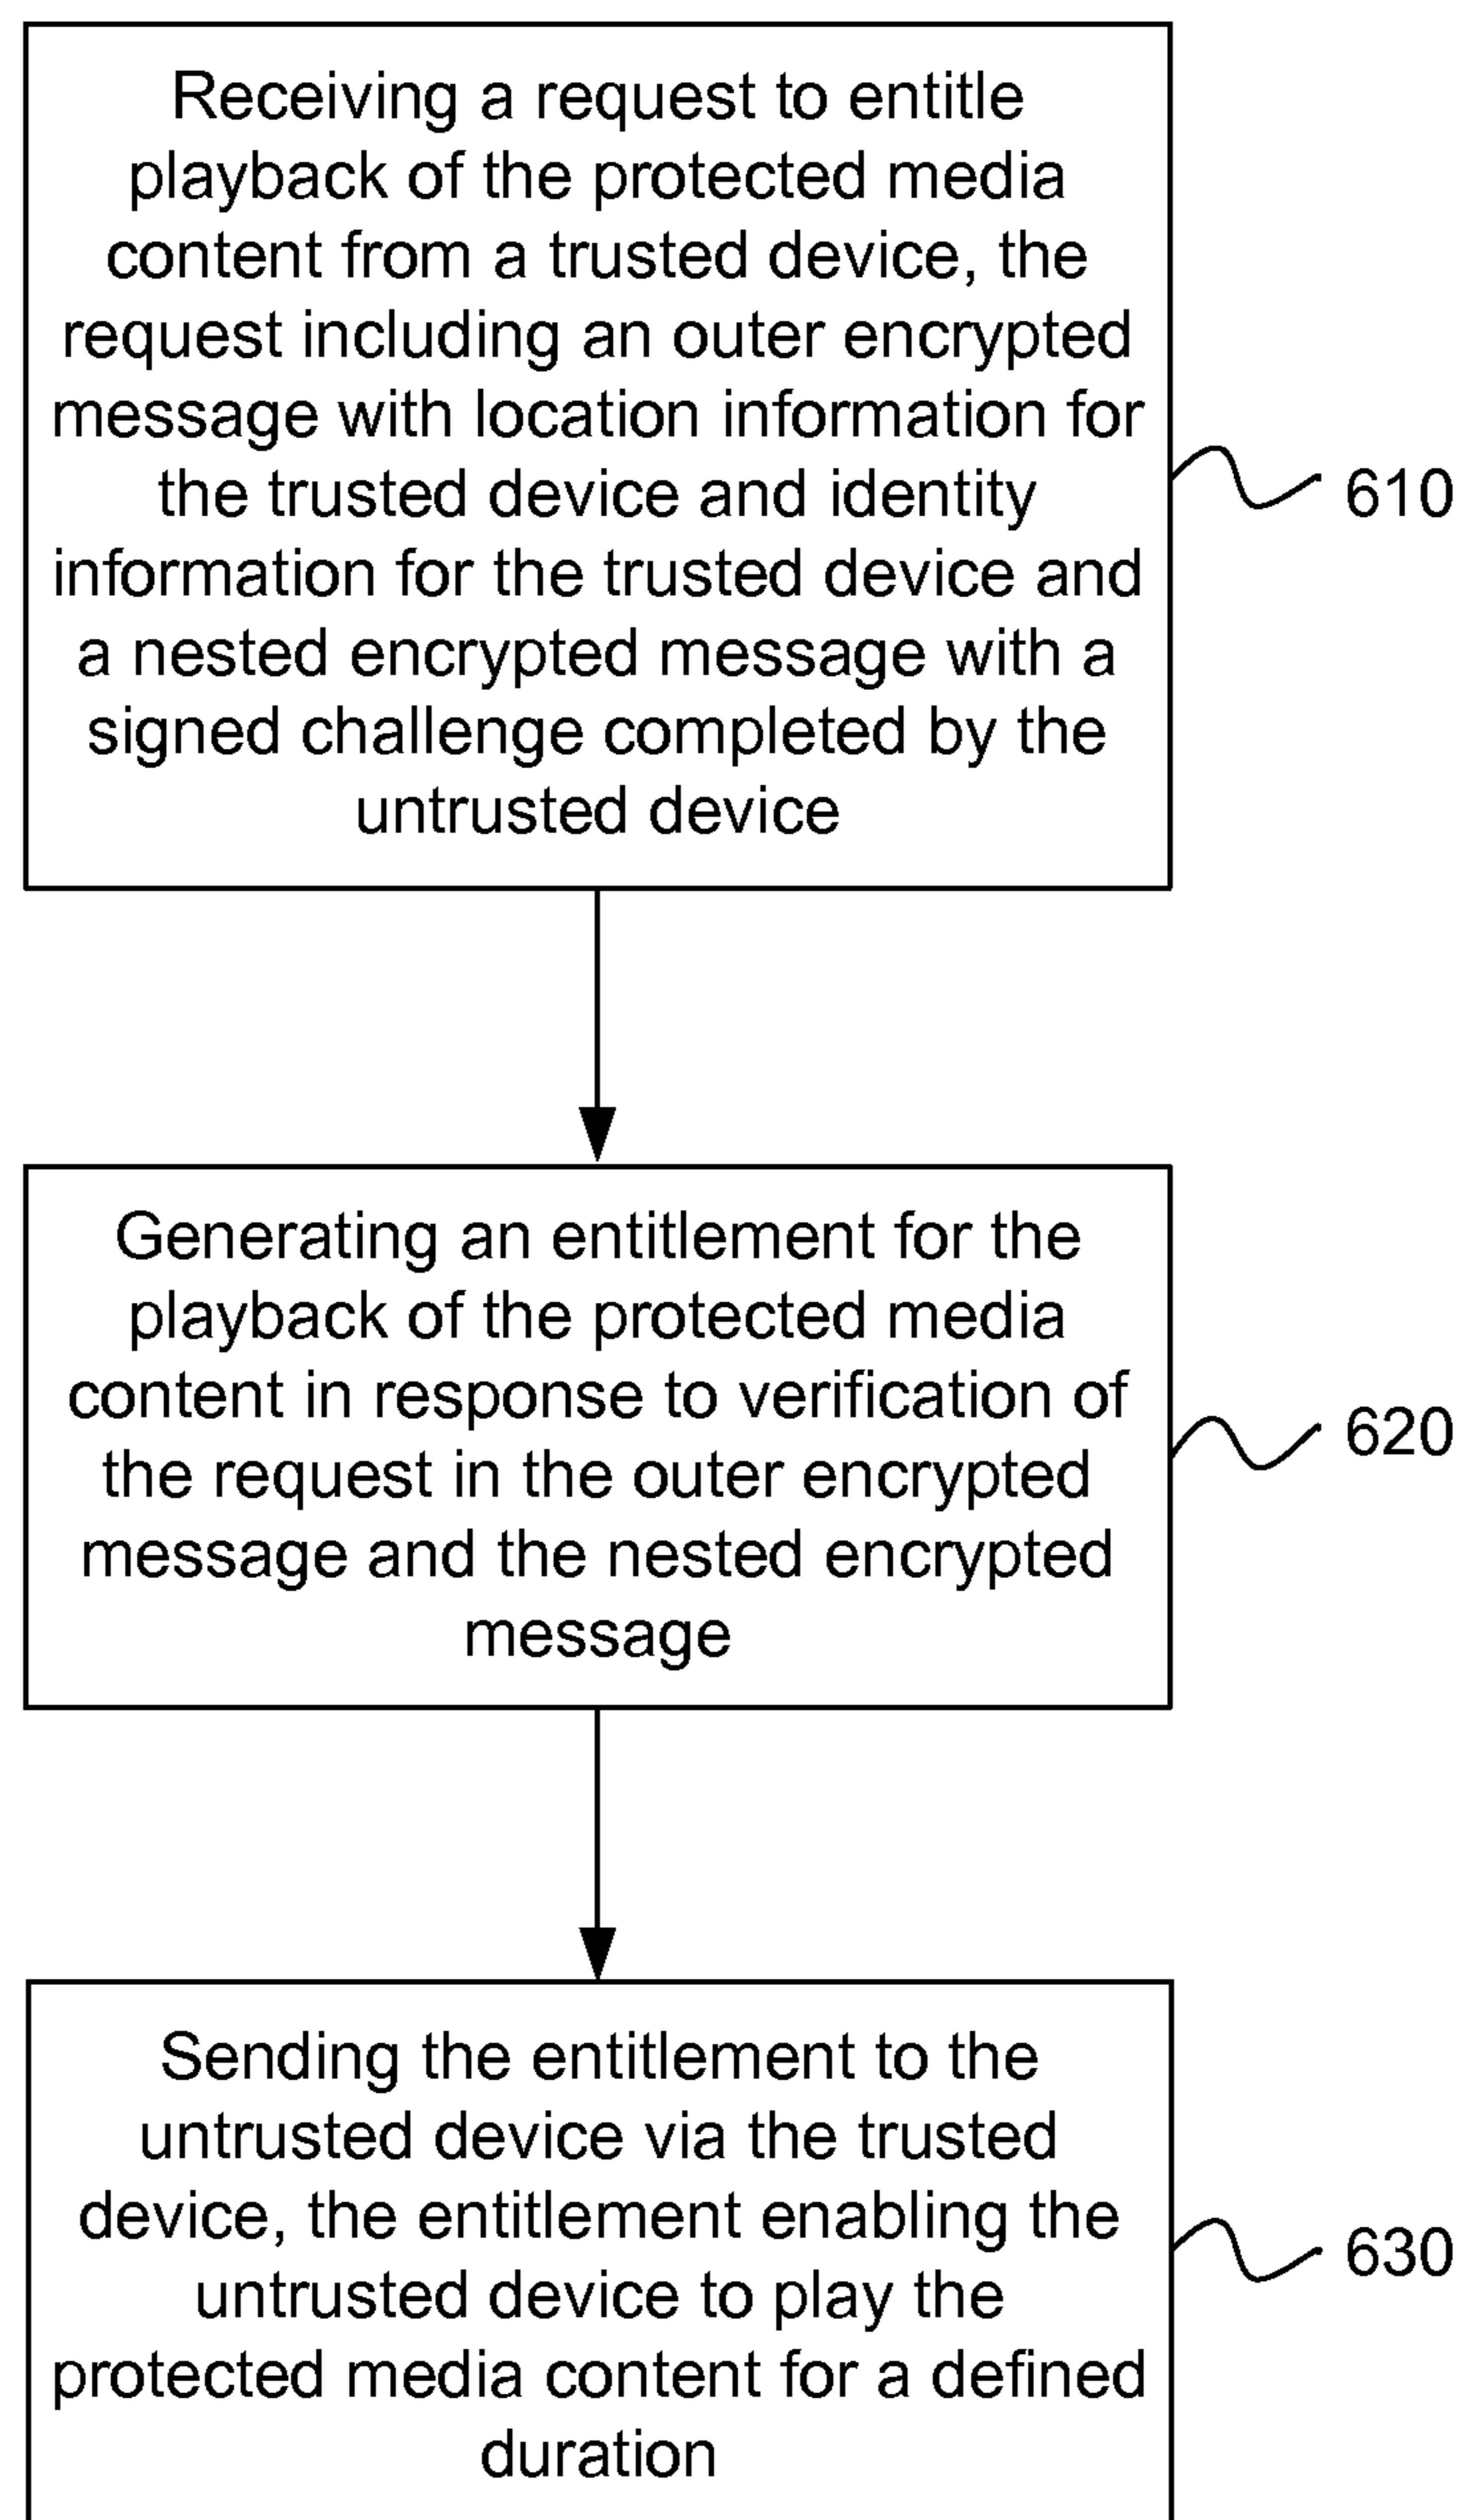 Receiving a request to entitle
playback of the protected media
content from a trusted device, the
request including an outer encrypted
message with location information for
the trusted device and identity
information for the trusted device and
a nested encrypted message with a
signed challenge completed by the
untrusted device
610
Generating an entitlement for the
playback of the protected media
content in response to verification of
the request in the outer encrypted
message and the nested encrypted
message
620
Sending the entitlement to the
untrusted device via the trusted
device, the entitlement enabling the
untrusted device to play the
protected media content for a defined
duration
630